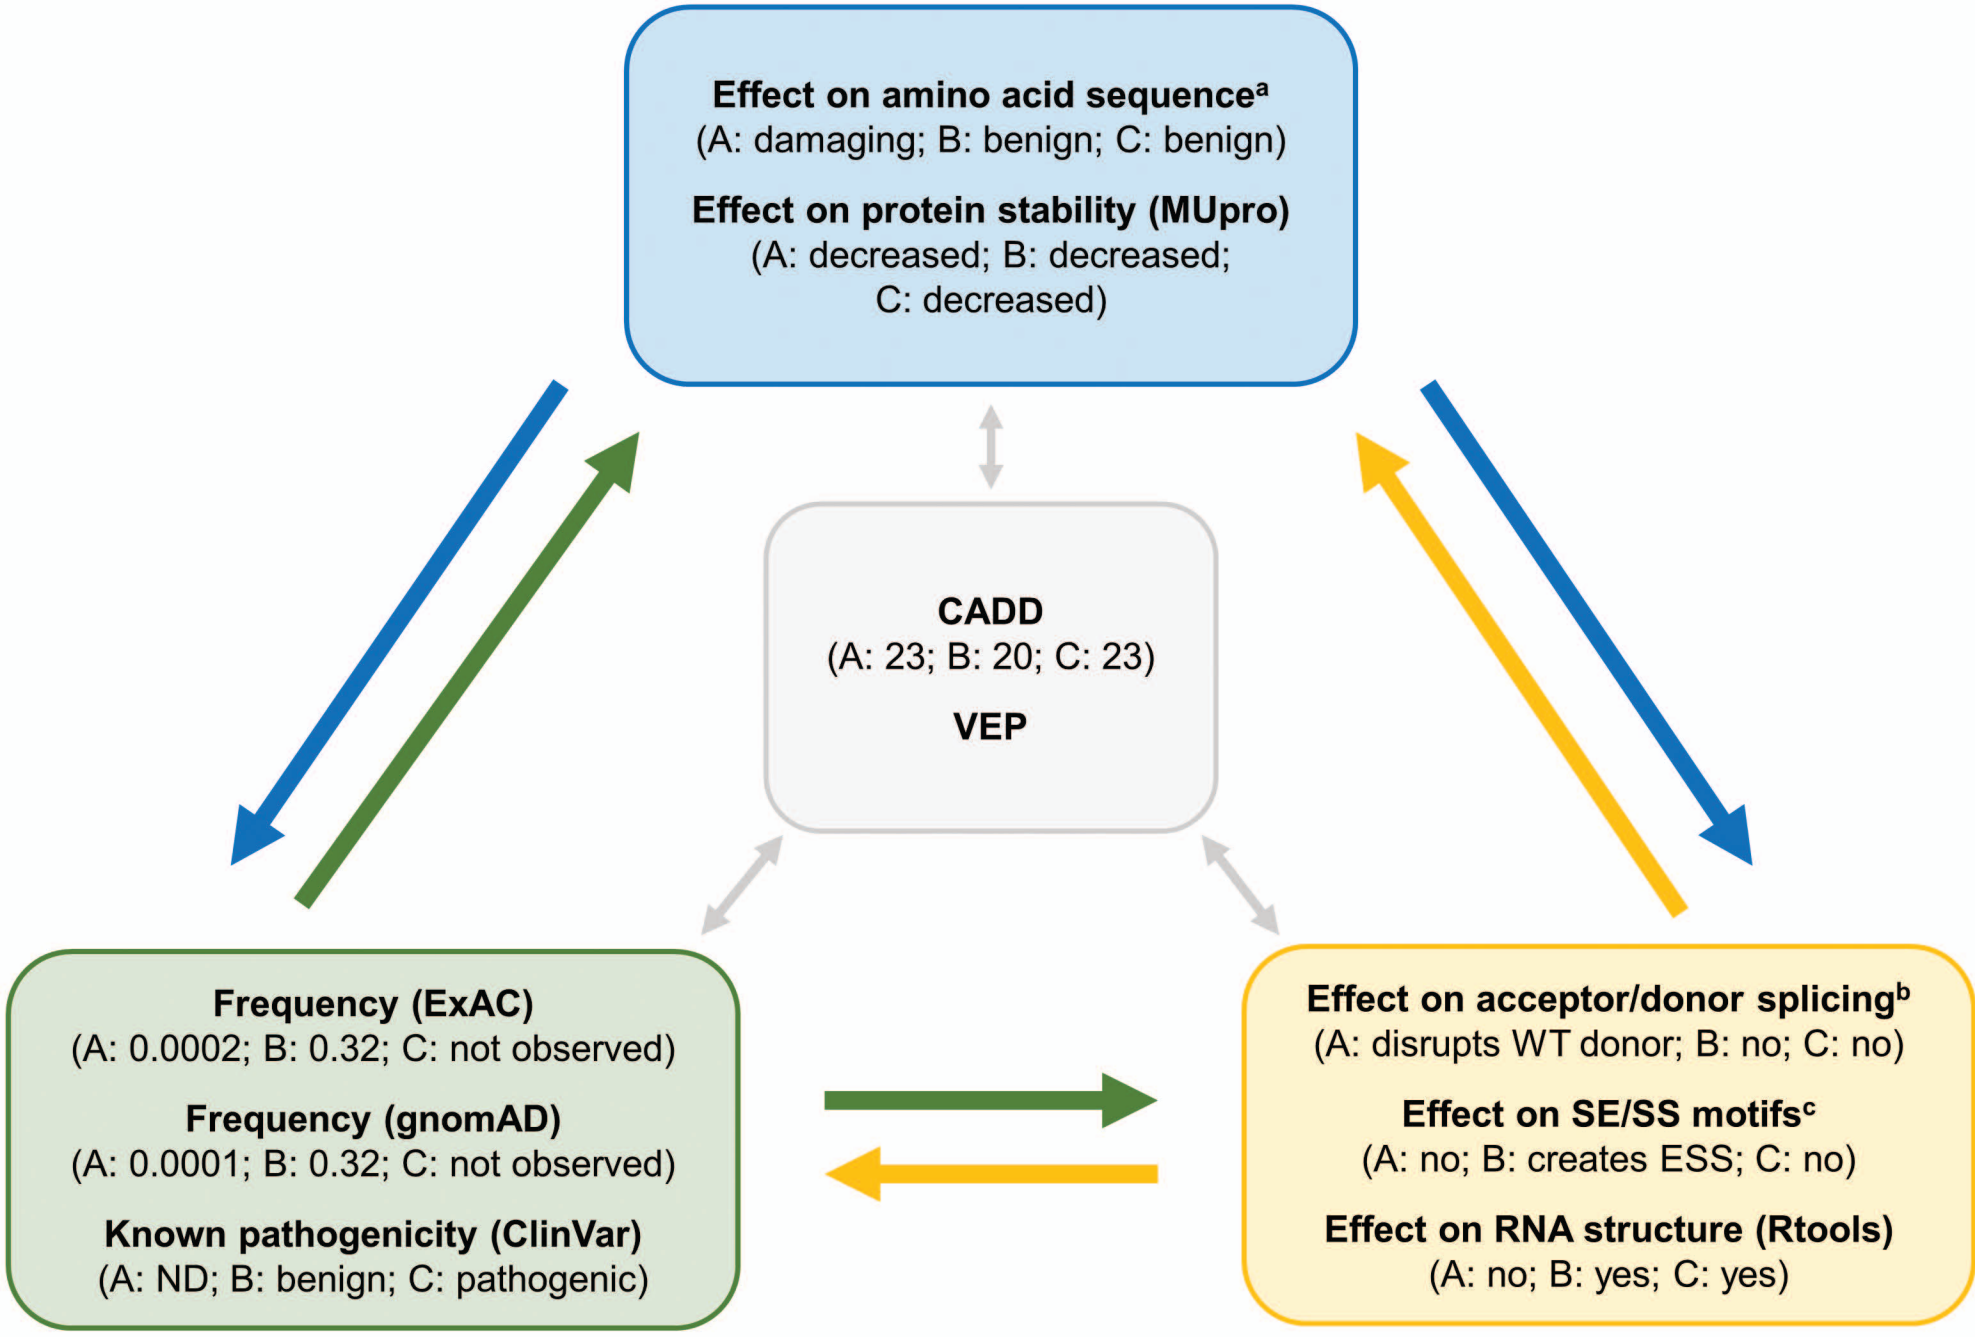 Effect on amino acid sequenceᵃ
(A: damaging; B: benign; C: benign)
Effect on protein stability (MUpro)
(A: decreased; B: decreased;
C: decreased)
CADD
(A: 23; B: 20; C: 23)
VEP
Frequency (ExAC)
(A: 0.0002; B: 0.32; C: not observed)
Frequency (gnomAD)
(A: 0.0001; B: 0.32; C: not observed)
Known pathogenicity (ClinVar)
(A: ND; B: benign; C: pathogenic)
Effect on acceptor/donor splicingᵇ
(A: disrupts WT donor; B: no; C: no)
Effect on SE/SS motifsᶜ
(A: no; B: creates ESS; C: no)
Effect on RNA structure (Rtools)
(A: no; B: yes; C: yes)